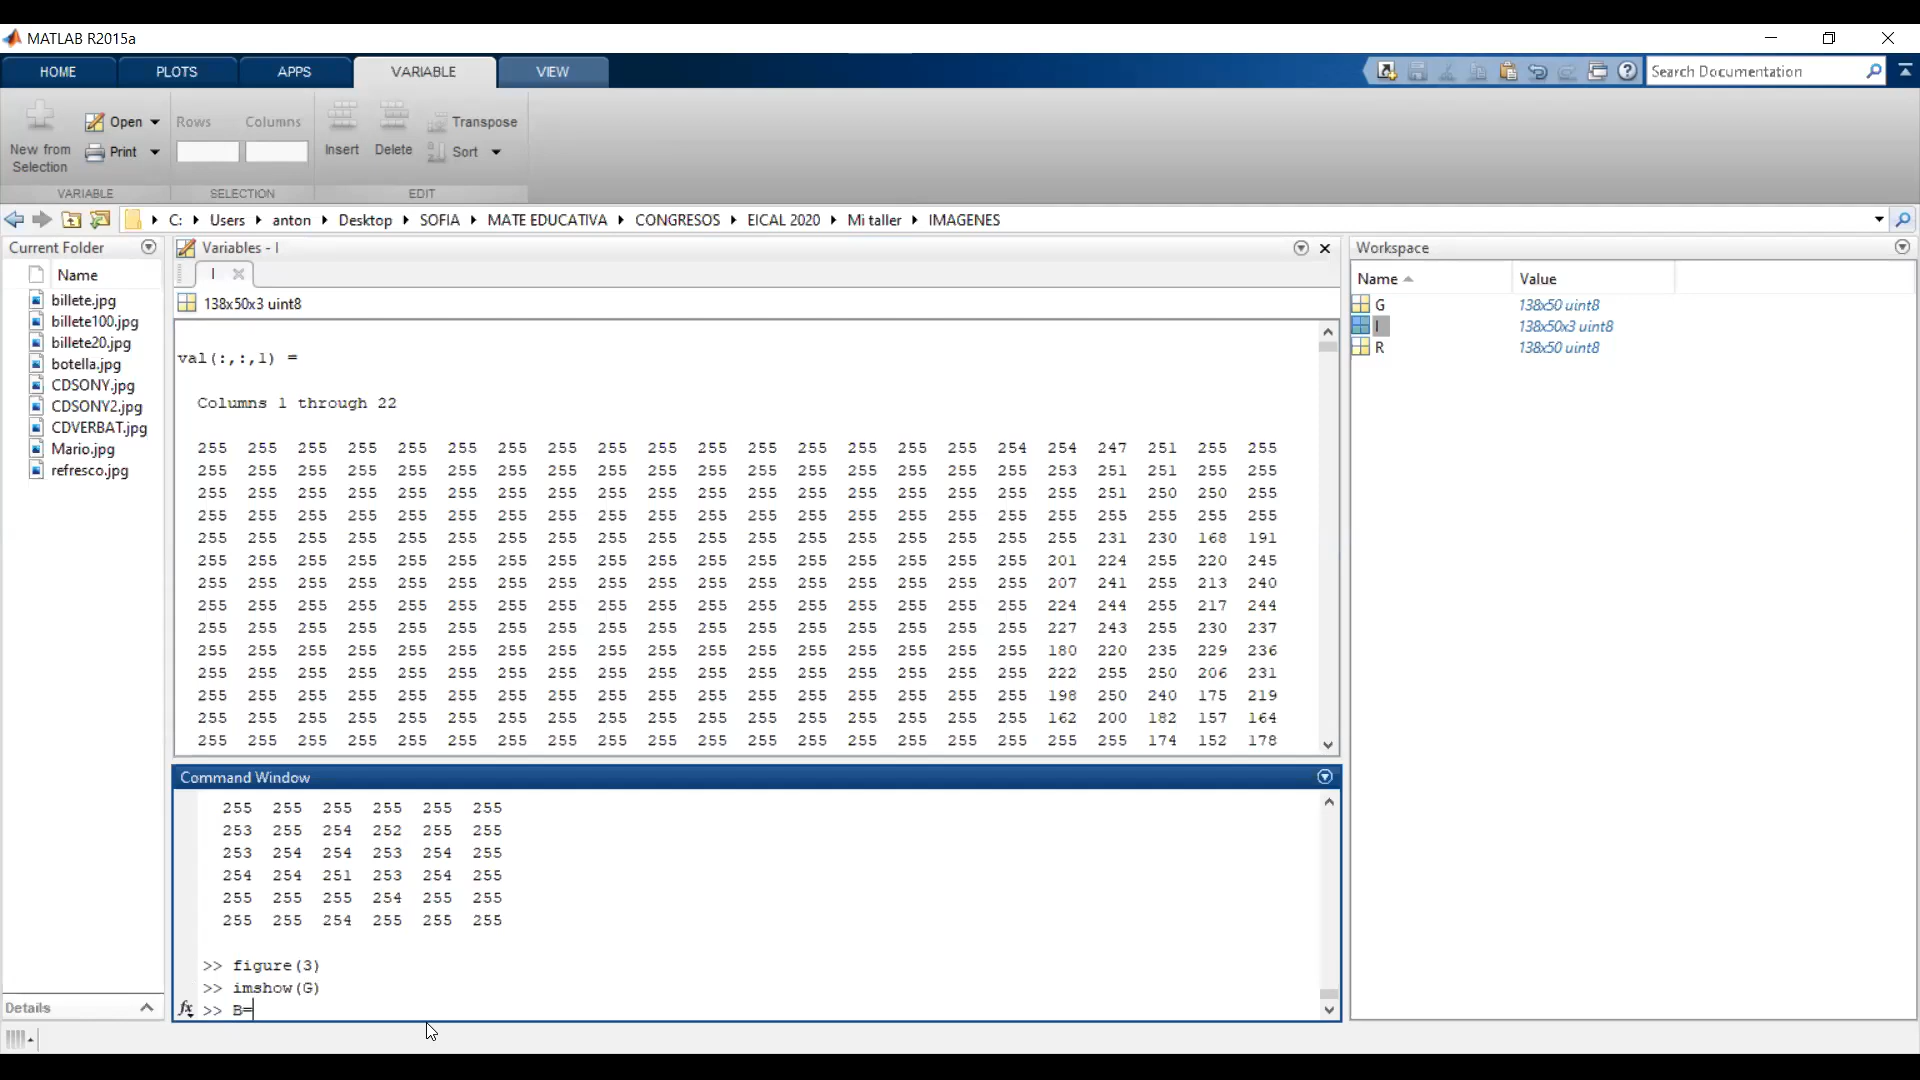 MATLAB R2015a
HOME PLOTS APPS VARIABLE VIEW
Search Documentation
New from Selection
Open
Print
Rows Columns
Insert Delete
Transpose
Sort
VARIABLE SELECTION EDIT
C: Users anton Desktop SOFIA MATE EDUCATIVA CONGRESOS EICAL 2020 Mi taller IMAGENES
Current Folder
Name
billete.jpg
billete100.jpg
billete20.jpg
botella.jpg
CDSONY.jpg
CDSONY2.jpg
CDVERBAT.jpg
Mario.jpg
refresco.jpg
Details
Variables - I
I
138x50x3 uint8
val(:,:,1) =
Columns 1 through 22
255 255 255 255 255 255 255 255 255 255 255 255 255 255 255 255 254 254 247 251 255 255
255 255 255 255 255 255 255 255 255 255 255 255 255 255 255 255 255 253 251 251 255 255
255 255 255 255 255 255 255 255 255 255 255 255 255 255 255 255 255 255 251 250 250 255
255 255 255 255 255 255 255 255 255 255 255 255 255 255 255 255 255 255 255 255 255 255
255 255 255 255 255 255 255 255 255 255 255 255 255 255 255 255 255 255 231 230 168 191
255 255 255 255 255 255 255 255 255 255 255 255 255 255 255 255 255 201 224 255 220 245
255 255 255 255 255 255 255 255 255 255 255 255 255 255 255 255 255 207 241 255 213 240
255 255 255 255 255 255 255 255 255 255 255 255 255 255 255 255 255 224 244 255 217 244
255 255 255 255 255 255 255 255 255 255 255 255 255 255 255 255 255 227 243 255 230 237
255 255 255 255 255 255 255 255 255 255 255 255 255 255 255 255 255 180 220 235 229 236
255 255 255 255 255 255 255 255 255 255 255 255 255 255 255 255 255 222 255 250 206 231
255 255 255 255 255 255 255 255 255 255 255 255 255 255 255 255 255 198 250 240 175 219
255 255 255 255 255 255 255 255 255 255 255 255 255 255 255 255 255 162 200 182 157 164
255 255 255 255 255 255 255 255 255 255 255 255 255 255 255 255 255 255 255 174 152 178
Command Window
255 255 255 255 255 255
253 255 254 252 255 255
253 254 254 253 254 255
254 254 251 253 254 255
255 255 255 254 255 255
255 255 254 255 255 255
>> figure(3)
>> imshow(G)
fx >> B=
Workspace
Name Value
G 138x50 uint8
I 138x50x3 uint8
R 138x50 uint8